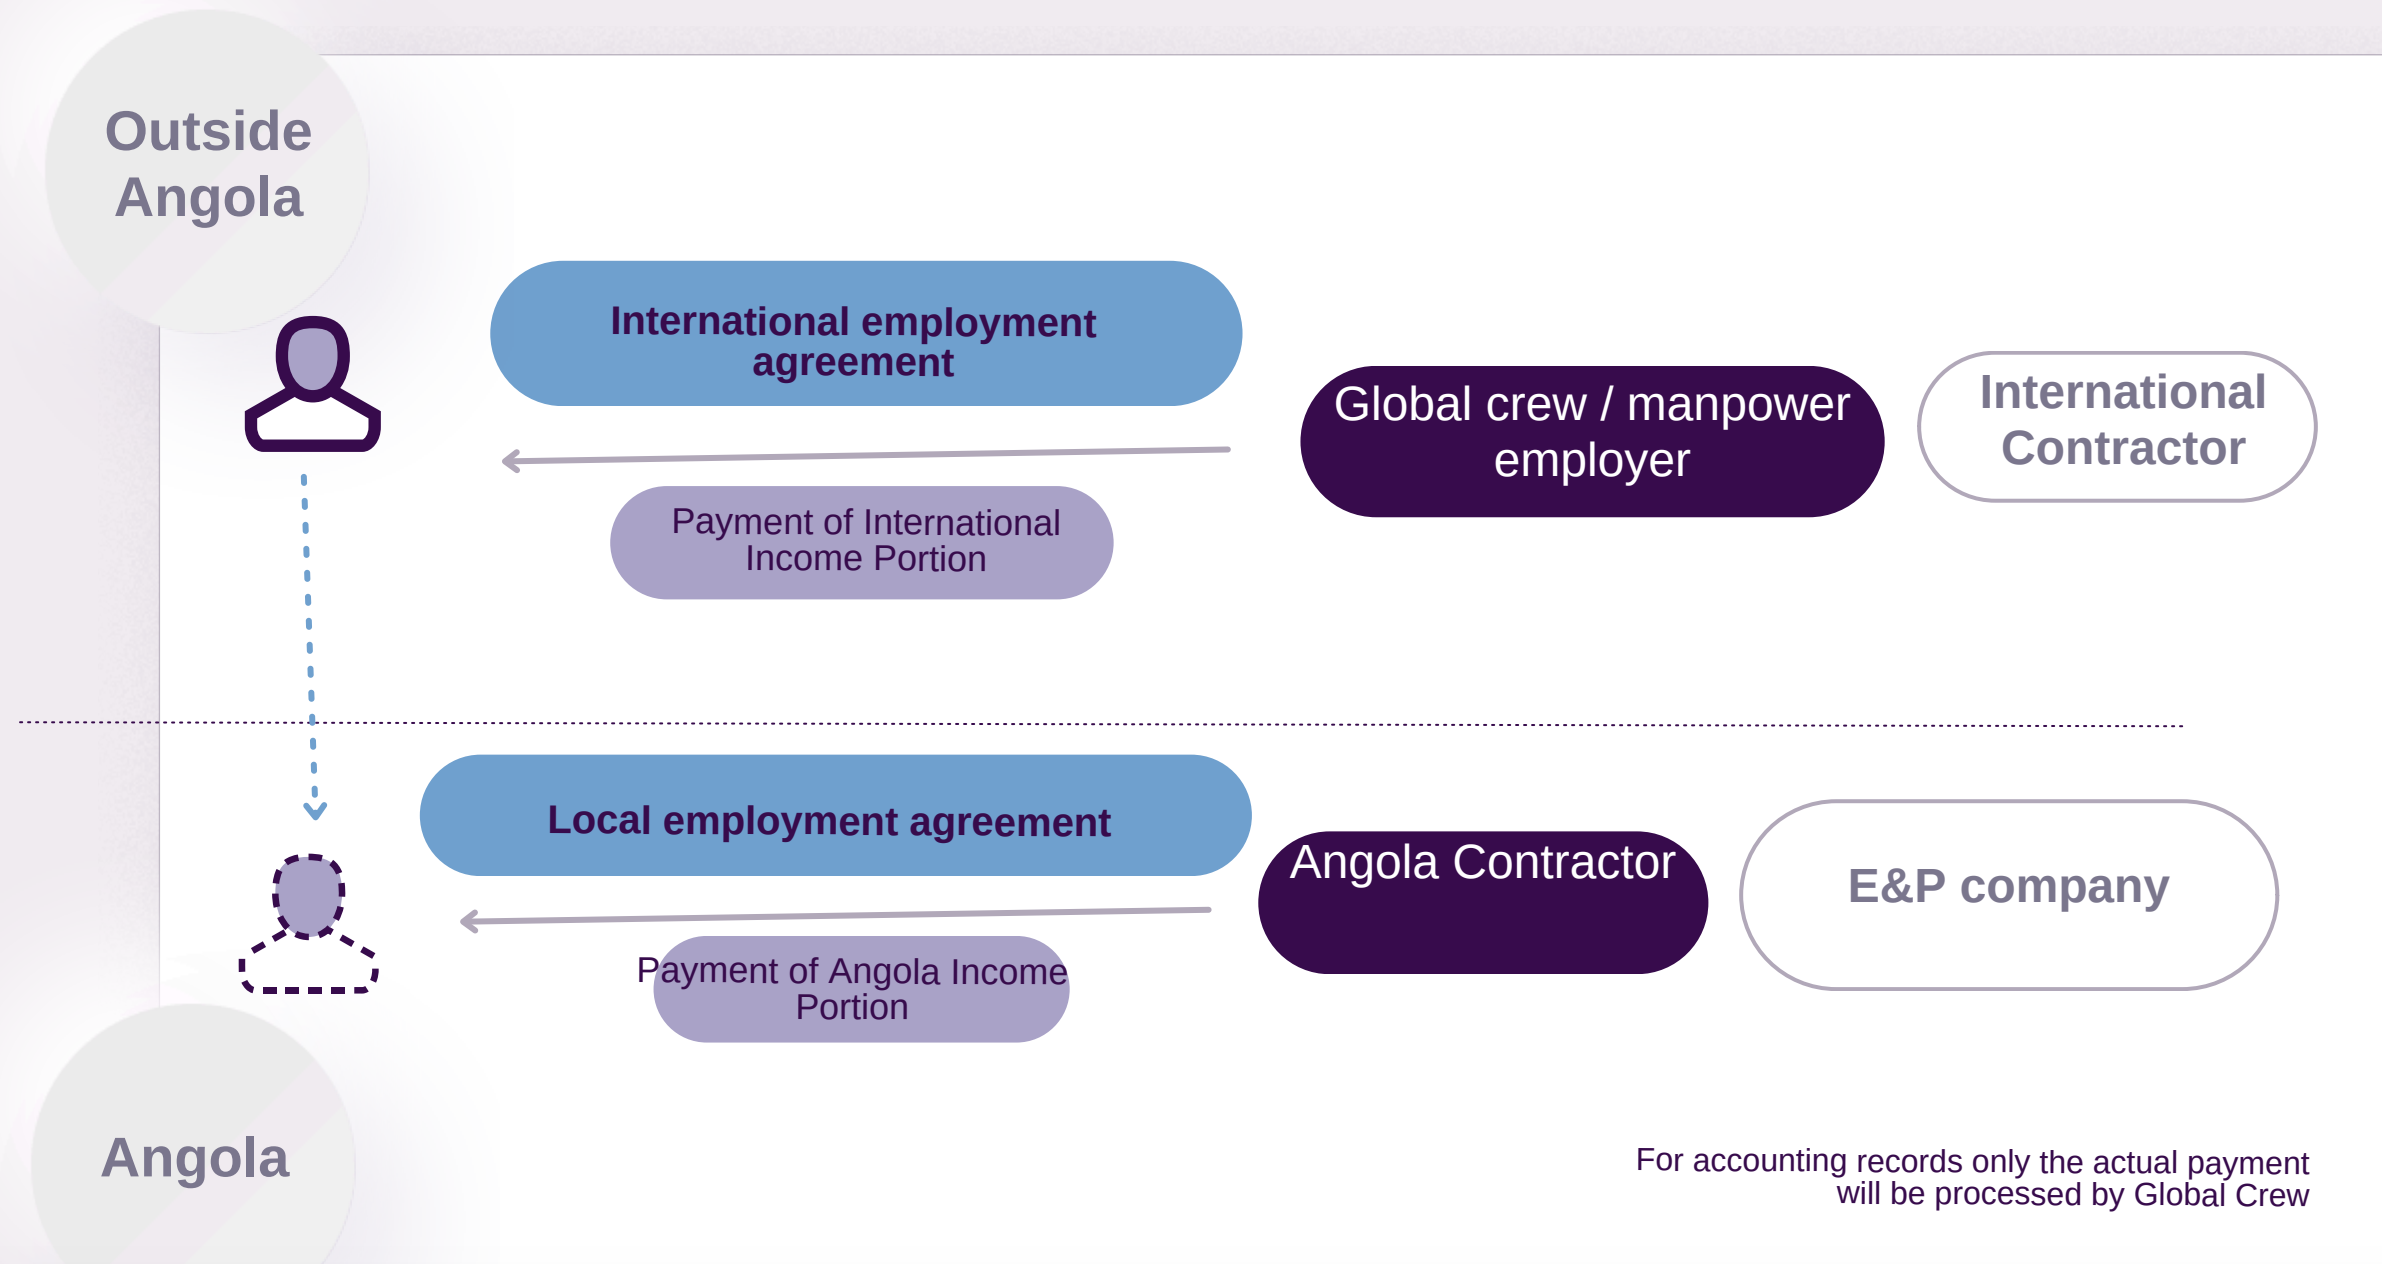 Outside
Angola
International employment
agreement
Global crew / manpower
employer
International
Contractor
Payment of International
Income Portion
Local employment agreement
Angola Contractor
E&P company
Payment of Angola Income
Portion
Angola
For accounting records only the actual payment
will be processed by Global Crew